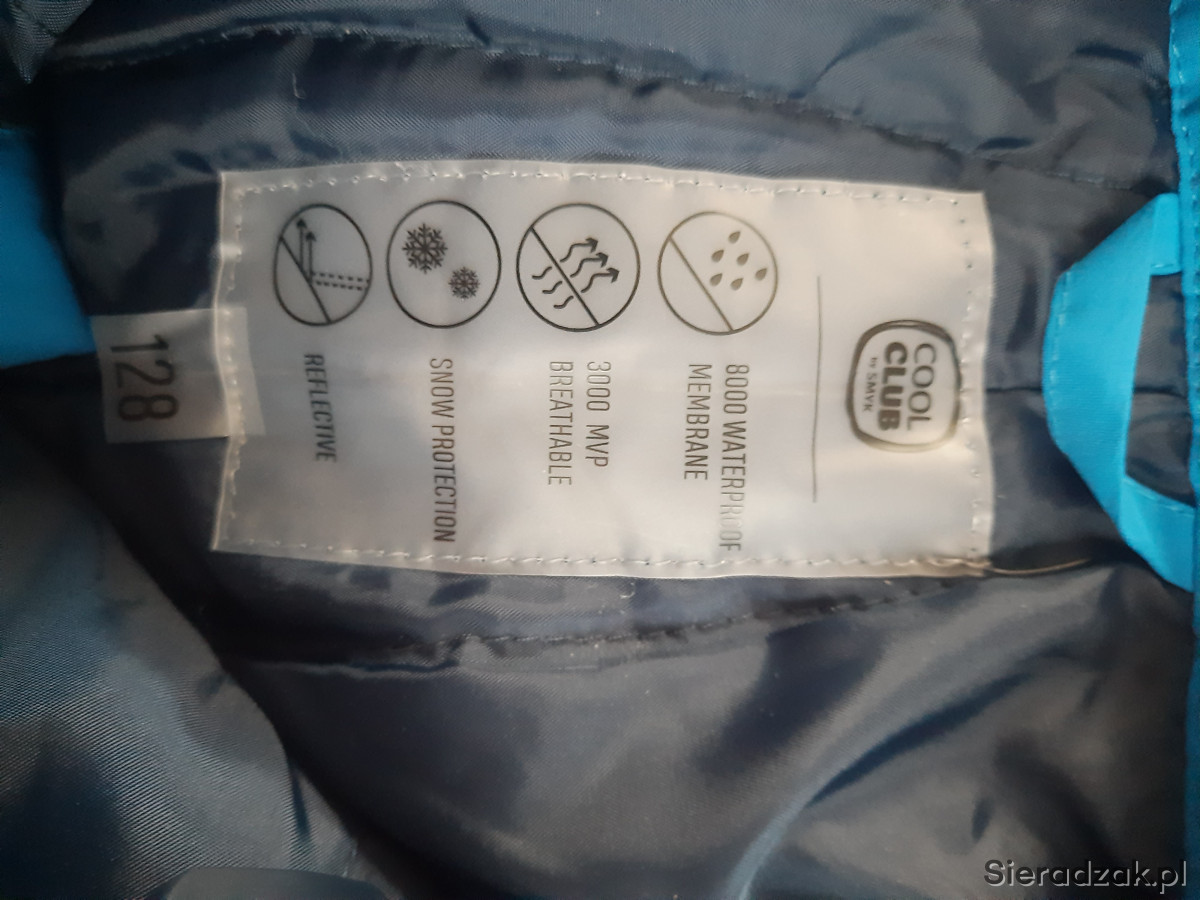 COOL
CLUB
by SMYK
8000 WATERPROOF
MEMBRANE
3000 MVP
BREATHABLE
SNOW PROTECTION
REFLECTIVE
128
Sieradzak.pl